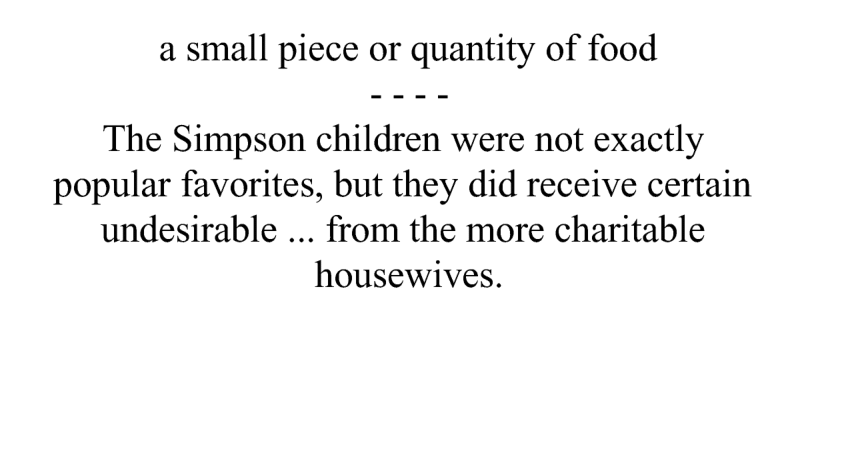 a small piece or quantity of food
- - - -
The Simpson children were not exactly
popular favorites, but they did receive certain
undesirable ... from the more charitable
housewives.